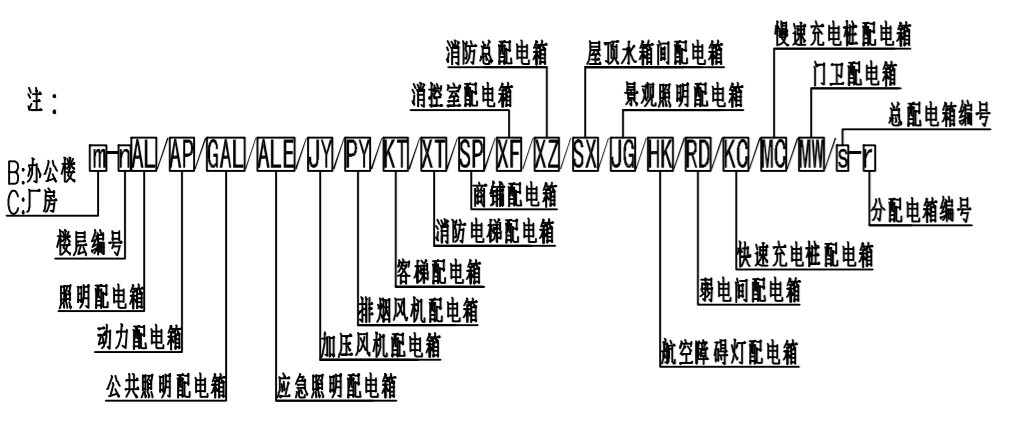 慢速充电桩配电箱
消防总配电箱
屋顶水箱间配电箱
门卫配电箱
注：
消控室配电箱
景观照明配电箱
总配电箱编号
m-nAL/AP/GAL/ALE/JY/PY/KT/XT/SP/XF/XZ/SX/JG/HK/RD/KC/MC/MW/s-r
B:办公楼
C:厂房
商铺配电箱
分配电箱编号
楼层编号
消防电梯配电箱
快速充电桩配电箱
客梯配电箱
照明配电箱
弱电间配电箱
排烟风机配电箱
动力配电箱
加压风机配电箱
航空障碍灯配电箱
公共照明配电箱
应急照明配电箱